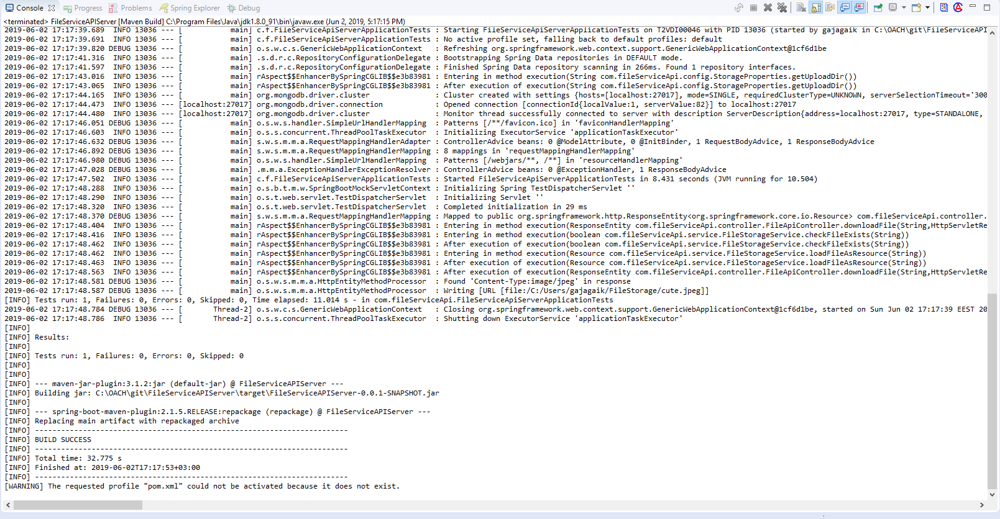 Console Progress Problems Spring Explorer Debug
<terminated> FileServiceAPIServer [Maven Build] C:\Program Files\Java\jdk1.8.0_91\bin\javaw.exe (Jun 2, 2019, 5:17:15 PM)
2019-06-02 17:17:39.689  INFO 13036 --- [           main] c.f.FileServiceApiServerApplicationTests : Starting FileServiceApiServerApplicationTests on T2VDI00046 with PID 13036 (started by gajagaik in C:\OACH\git\FileServiceAPI
2019-06-02 17:17:39.691  INFO 13036 --- [           main] c.f.FileServiceApiServerApplicationTests : No active profile set, falling back to default profiles: default
2019-06-02 17:17:39.820 DEBUG 13036 --- [           main] o.s.w.c.s.GenericWebApplicationContext   : Refreshing org.springframework.web.context.support.GenericWebApplicationContext@1cf6d1be
2019-06-02 17:17:41.316  INFO 13036 --- [           main] .s.d.r.c.RepositoryConfigurationDelegate : Bootstrapping Spring Data repositories in DEFAULT mode.
2019-06-02 17:17:41.597  INFO 13036 --- [           main] .s.d.r.c.RepositoryConfigurationDelegate : Finished Spring Data repository scanning in 266ms. Found 1 repository interfaces.
2019-06-02 17:17:43.016  INFO 13036 --- [           main] rAspect$$EnhancerBySpringCGLIB$$e3b83981 : Entering in method execution(String com.fileServiceApi.config.StorageProperties.getUploadDir())
2019-06-02 17:17:43.065  INFO 13036 --- [           main] rAspect$$EnhancerBySpringCGLIB$$e3b83981 : After execution of execution(String com.fileServiceApi.config.StorageProperties.getUploadDir())
2019-06-02 17:17:44.165  INFO 13036 --- [           main] org.mongodb.driver.cluster               : Cluster created with settings {hosts=[localhost:27017], mode=SINGLE, requiredClusterType=UNKNOWN, serverSelectionTimeout='300
2019-06-02 17:17:44.473  INFO 13036 --- [localhost:27017] org.mongodb.driver.connection            : Opened connection [connectionId{localValue:1, serverValue:82}] to localhost:27017
2019-06-02 17:17:44.480  INFO 13036 --- [localhost:27017] org.mongodb.driver.cluster               : Monitor thread successfully connected to server with description ServerDescription{address=localhost:27017, type=STANDALONE,
2019-06-02 17:17:46.051 DEBUG 13036 --- [           main] o.s.w.s.handler.SimpleUrlHandlerMapping  : Patterns [/**/favicon.ico] in 'faviconHandlerMapping'
2019-06-02 17:17:46.603  INFO 13036 --- [           main] o.s.s.concurrent.ThreadPoolTaskExecutor  : Initializing ExecutorService 'applicationTaskExecutor'
2019-06-02 17:17:46.632 DEBUG 13036 --- [           main] s.w.s.m.m.a.RequestMappingHandlerAdapter : ControllerAdvice beans: 0 @ModelAttribute, 0 @InitBinder, 1 RequestBodyAdvice, 1 ResponseBodyAdvice
2019-06-02 17:17:46.892 DEBUG 13036 --- [           main] s.w.s.m.m.a.RequestMappingHandlerMapping : 8 mappings in 'requestMappingHandlerMapping'
2019-06-02 17:17:46.980 DEBUG 13036 --- [           main] o.s.w.s.handler.SimpleUrlHandlerMapping  : Patterns [/webjars/**, /**] in 'resourceHandlerMapping'
2019-06-02 17:17:47.028 DEBUG 13036 --- [           main] .m.m.a.ExceptionHandlerExceptionResolver : ControllerAdvice beans: 0 @ExceptionHandler, 1 ResponseBodyAdvice
2019-06-02 17:17:47.502  INFO 13036 --- [           main] c.f.FileServiceApiServerApplicationTests : Started FileServiceApiServerApplicationTests in 8.431 seconds (JVM running for 10.504)
2019-06-02 17:17:48.288  INFO 13036 --- [           main] o.s.b.t.m.w.SpringBootMockServletContext : Initializing Spring TestDispatcherServlet ''
2019-06-02 17:17:48.290  INFO 13036 --- [           main] o.s.t.web.servlet.TestDispatcherServlet  : Initializing Servlet ''
2019-06-02 17:17:48.320  INFO 13036 --- [           main] o.s.t.web.servlet.TestDispatcherServlet  : Completed initialization in 29 ms
2019-06-02 17:17:48.370 DEBUG 13036 --- [           main] s.w.s.m.m.a.RequestMappingHandlerMapping : Mapped to public org.springframework.http.ResponseEntity<org.springframework.core.io.Resource> com.fileServiceApi.controller.
2019-06-02 17:17:48.404  INFO 13036 --- [           main] rAspect$$EnhancerBySpringCGLIB$$e3b83981 : Entering in method execution(ResponseEntity com.fileServiceApi.controller.FileApiController.downloadFile(String,HttpServletRe
2019-06-02 17:17:48.416  INFO 13036 --- [           main] rAspect$$EnhancerBySpringCGLIB$$e3b83981 : Entering in method execution(boolean com.fileServiceApi.service.FileStorageService.checkFileExists(String))
2019-06-02 17:17:48.462  INFO 13036 --- [           main] rAspect$$EnhancerBySpringCGLIB$$e3b83981 : After execution of execution(boolean com.fileServiceApi.service.FileStorageService.checkFileExists(String))
2019-06-02 17:17:48.462  INFO 13036 --- [           main] rAspect$$EnhancerBySpringCGLIB$$e3b83981 : Entering in method execution(Resource com.fileServiceApi.service.FileStorageService.loadFileAsResource(String))
2019-06-02 17:17:48.463  INFO 13036 --- [           main] rAspect$$EnhancerBySpringCGLIB$$e3b83981 : After execution of execution(Resource com.fileServiceApi.service.FileStorageService.loadFileAsResource(String))
2019-06-02 17:17:48.563  INFO 13036 --- [           main] rAspect$$EnhancerBySpringCGLIB$$e3b83981 : After execution of execution(ResponseEntity com.fileServiceApi.controller.FileApiController.downloadFile(String,HttpServletRe
2019-06-02 17:17:48.581 DEBUG 13036 --- [           main] o.s.w.s.m.m.a.HttpEntityMethodProcessor  : Found 'Content-Type:image/jpeg' in response
2019-06-02 17:17:48.587 DEBUG 13036 --- [           main] o.s.w.s.m.m.a.HttpEntityMethodProcessor  : Writing [URL [file:/C:/Users/gajagaik/FileStorage/cute.jpeg]]
[INFO] Tests run: 1, Failures: 0, Errors: 0, Skipped: 0, Time elapsed: 11.014 s - in com.fileServiceApi.FileServiceApiServerApplicationTests
2019-06-02 17:17:48.784 DEBUG 13036 --- [       Thread-2] o.s.w.c.s.GenericWebApplicationContext   : Closing org.springframework.web.context.support.GenericWebApplicationContext@1cf6d1be, started on Sun Jun 02 17:17:39 EEST 20
2019-06-02 17:17:48.786  INFO 13036 --- [       Thread-2] o.s.s.concurrent.ThreadPoolTaskExecutor  : Shutting down ExecutorService 'applicationTaskExecutor'
[INFO]
[INFO] Results:
[INFO]
[INFO] Tests run: 1, Failures: 0, Errors: 0, Skipped: 0
[INFO]
[INFO]
[INFO] --- maven-jar-plugin:3.1.2:jar (default-jar) @ FileServiceAPIServer ---
[INFO] Building jar: C:\OACH\git\FileServiceAPIServer\target\FileServiceAPIServer-0.0.1-SNAPSHOT.jar
[INFO]
[INFO] --- spring-boot-maven-plugin:2.1.5.RELEASE:repackage (repackage) @ FileServiceAPIServer ---
[INFO] Replacing main artifact with repackaged archive
[INFO] ------------------------------------------------------------------------
[INFO] BUILD SUCCESS
[INFO] ------------------------------------------------------------------------
[INFO] Total time: 32.775 s
[INFO] Finished at: 2019-06-02T17:17:53+03:00
[INFO] ------------------------------------------------------------------------
[WARNING] The requested profile "pom.xml" could not be activated because it does not exist.